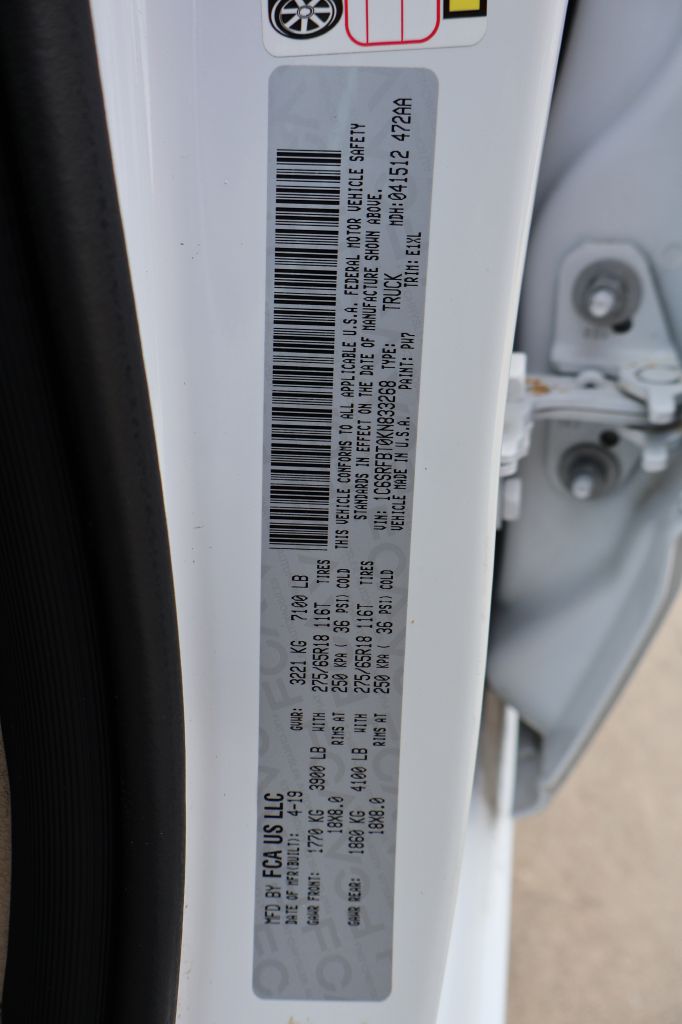 MFD BY FCA US LLC
DATE OF MFR(BUILT): 4-19 GVWR: 3221 KG 7100 LB
GAWR FRONT: 1770 KG 3900 LB WITH 275/65R18 116T TIRES
18X8.0 RIMS AT 250 KPA ( 36 PSI) COLD
GAWR REAR: 1860 KG 4100 LB WITH 275/65R18 116T TIRES
18X8.0 RIMS AT 250 KPA ( 36 PSI) COLD
THIS VEHICLE CONFORMS TO ALL APPLICABLE U.S.A. FEDERAL MOTOR VEHICLE SAFETY
STANDARDS IN EFFECT ON THE DATE OF MANUFACTURE SHOWN ABOVE.
VIN: 1C6SRFBT0KN833268 TYPE: TRUCK MDH:041512 472AA
VEHICLE MADE IN U.S.A. PAINT: PW7 TRIM: E1XL